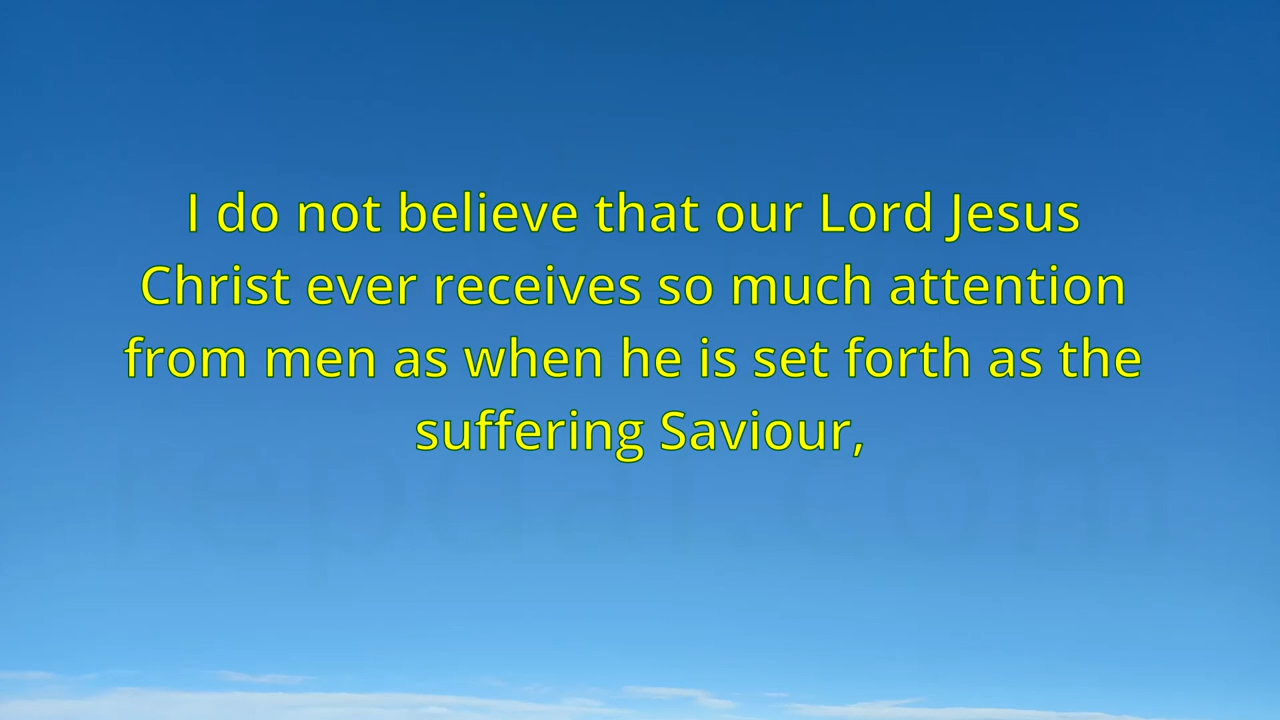 I do not believe that our Lord Jesus
Christ ever receives so much attention
from men as when he is set forth as the
suffering Saviour,